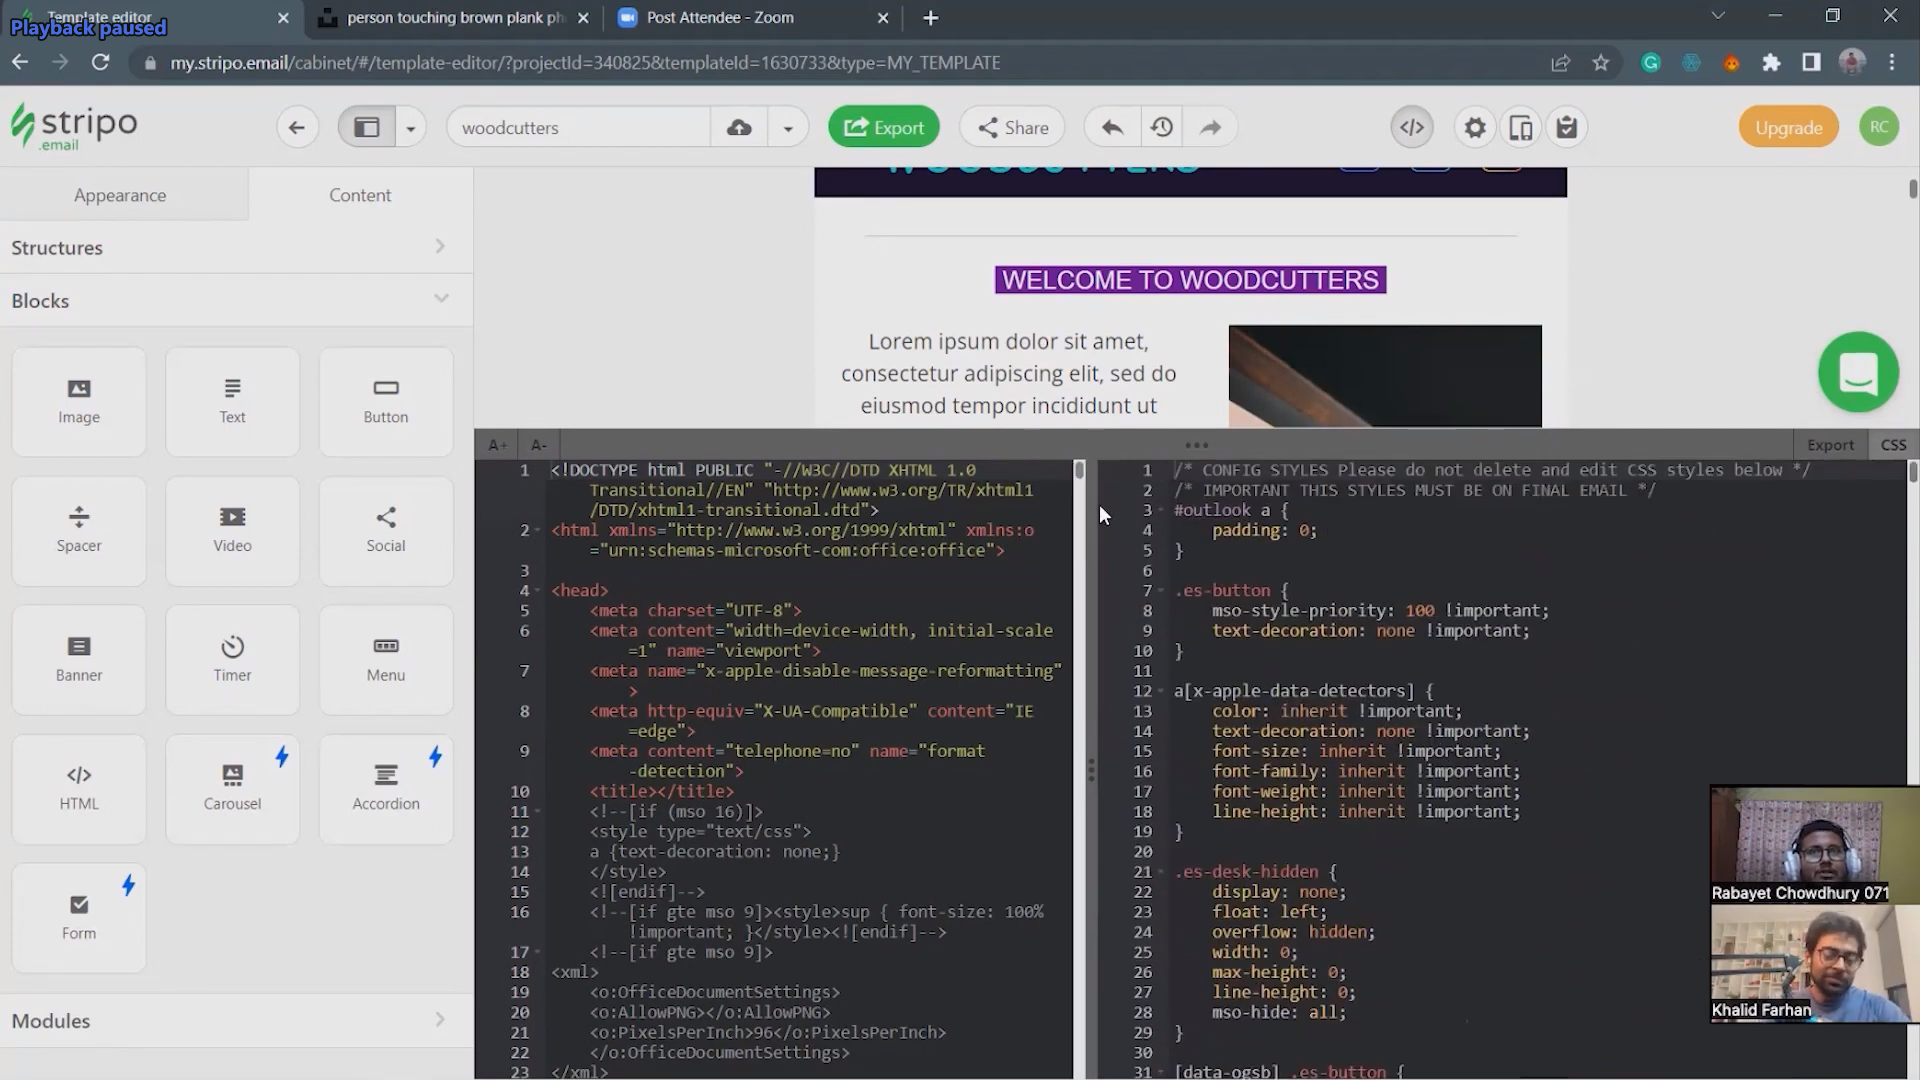 Template editor
Playback paused
person touching brown plank ph
Post Attendee - Zoom
my.stripo.email/cabinet/#/template-editor/?projectId=340825&templateId=1630733&type=MY_TEMPLATE
stripo
.email
woodcutters
Export
Share
Upgrade
RC
Appearance
Content
Structures
Blocks
Image
Text
Button
Spacer
Video
Social
Banner
Timer
Menu
HTML
Carousel
Accordion
Form
Modules
WOODCUTTERS
WELCOME TO WOODCUTTERS
Lorem ipsum dolor sit amet,
consectetur adipiscing elit, sed do
eiusmod tempor incididunt ut
A+
A-
Export
CSS
1 <!DOCTYPE html PUBLIC "-//W3C//DTD XHTML 1.0
Transitional//EN" "http://www.w3.org/TR/xhtml1
/DTD/xhtml1-transitional.dtd">
2 <html xmlns="http://www.w3.org/1999/xhtml" xmlns:o
="urn:schemas-microsoft-com:office:office">
3
4 <head>
5 <meta charset="UTF-8">
6 <meta content="width=device-width, initial-scale
=1" name="viewport">
7 <meta name="x-apple-disable-message-reformatting"
>
8 <meta http-equiv="X-UA-Compatible" content="IE
=edge">
9 <meta content="telephone=no" name="format
-detection">
10 <title></title>
11 <!--[if (mso 16)]>
12 <style type="text/css">
13 a {text-decoration: none;}
14 </style>
15 <![endif]-->
16 <!--[if gte mso 9]><style>sup { font-size: 100%
!important; }</style><![endif]-->
17 <!--[if gte mso 9]>
18 <xml>
19 <o:OfficeDocumentSettings>
20 <o:AllowPNG></o:AllowPNG>
21 <o:PixelsPerInch>96</o:PixelsPerInch>
22 </o:OfficeDocumentSettings>
23 </xml>
1 /* CONFIG STYLES Please do not delete and edit CSS styles below */
2 /* IMPORTANT THIS STYLES MUST BE ON FINAL EMAIL */
3 #outlook a {
4 padding: 0;
5 }
6
7 .es-button {
8 mso-style-priority: 100 !important;
9 text-decoration: none !important;
10 }
11
12 a[x-apple-data-detectors] {
13 color: inherit !important;
14 text-decoration: none !important;
15 font-size: inherit !important;
16 font-family: inherit !important;
17 font-weight: inherit !important;
18 line-height: inherit !important;
19 }
20
21 .es-desk-hidden {
22 display: none;
23 float: left;
24 overflow: hidden;
25 width: 0;
26 max-height: 0;
27 line-height: 0;
28 mso-hide: all;
29 }
30
31 [data-ogsb] .es-button {
Rabayet Chowdhury 071
Khalid Farhan